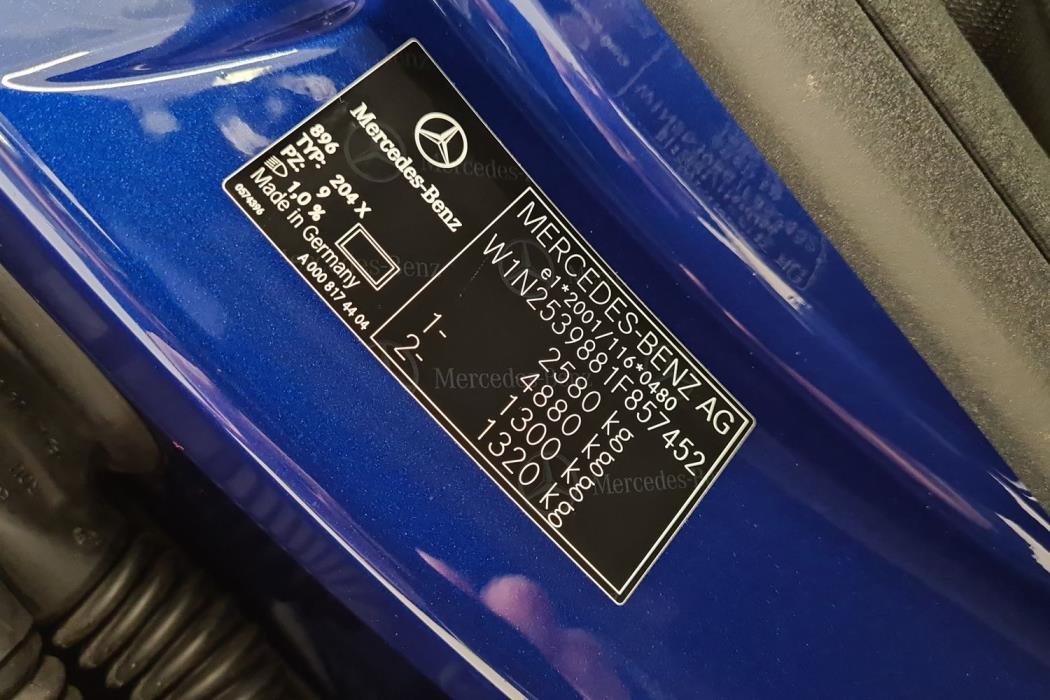 Mercedes-Benz
896
TYP: 204 X
PZ: 9
1,0 %
Made in Germany
0574396
A 000 817 44 04
MERCEDES-BENZ AG
e1*2001/116*0480
W1N2539881F857452
2580 kg
4880 kg
1- 1300 kg
2- 1320 kg